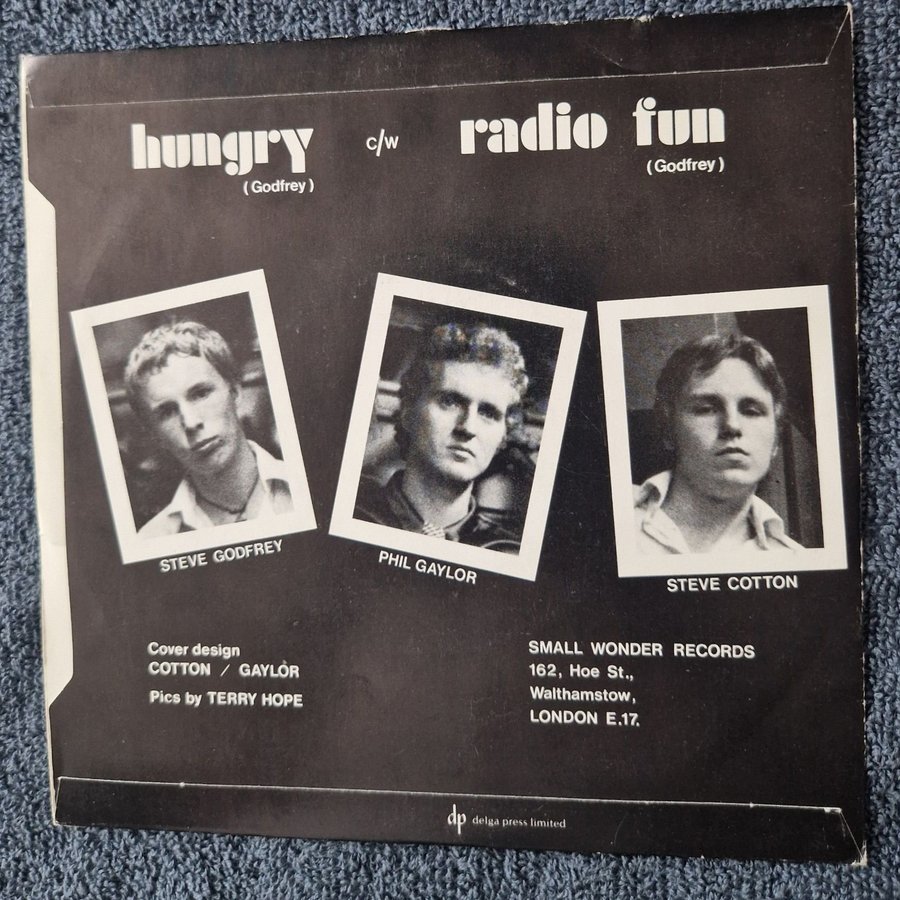 hungry c/w radio fun
(Godfrey) (Godfrey)
STEVE GODFREY
PHIL GAYLOR
STEVE COTTON
Cover design
COTTON / GAYLOR
Pics by TERRY HOPE
SMALL WONDER RECORDS
162, Hoe St.,
Walthamstow,
LONDON E.17.
dp delga press limited